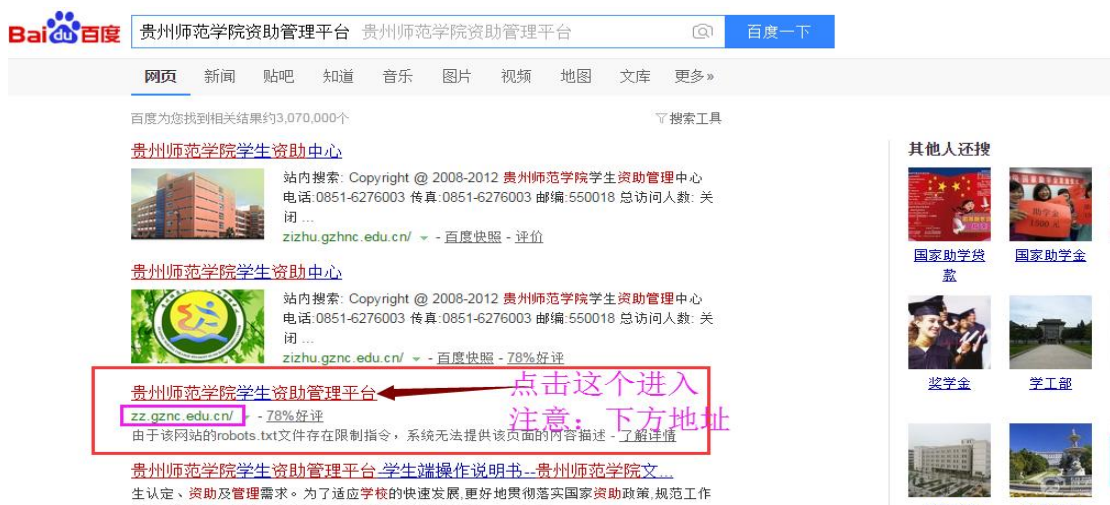 Bai du 百度
贵州师范学院资助管理平台 贵州师范学院资助管理平台
百度一下
网页 新闻 贴吧 知道 音乐 图片 视频 地图 文库 更多»
百度为您找到相关结果约3,070,000个
搜索工具
贵州师范学院学生资助中心
站内搜索: Copyright @ 2008-2012 贵州师范学院学生资助管理中心
电话:0851-6276003 传真:0851-6276003 邮编:550018 总访问人数: 关
闭 ...
zizhu.gzhnc.edu.cn/ - 百度快照 - 评价
贵州师范学院学生资助中心
站内搜索: Copyright @ 2008-2012 贵州师范学院学生资助管理中心
电话:0851-6276003 传真:0851-6276003 邮编:550018 总访问人数: 关
闭 ...
zizhu.gznc.edu.cn/ - 百度快照 - 78%好评
贵州师范学院学生资助管理平台
点击这个进入
zz.gznc.edu.cn/ - 78%好评
注意：下方地址
由于该网站的robots.txt文件存在限制指令，系统无法提供该页面的内容描述 - 了解详情
贵州师范学院学生资助管理平台-学生端操作说明书--贵州师范学院文...
生认定、资助及管理需求。为了适应学校的快速发展,更好地贯彻落实国家资助政策,规范工作
其他人还搜
国家助学贷
款
国家助学金
奖学金
学工部